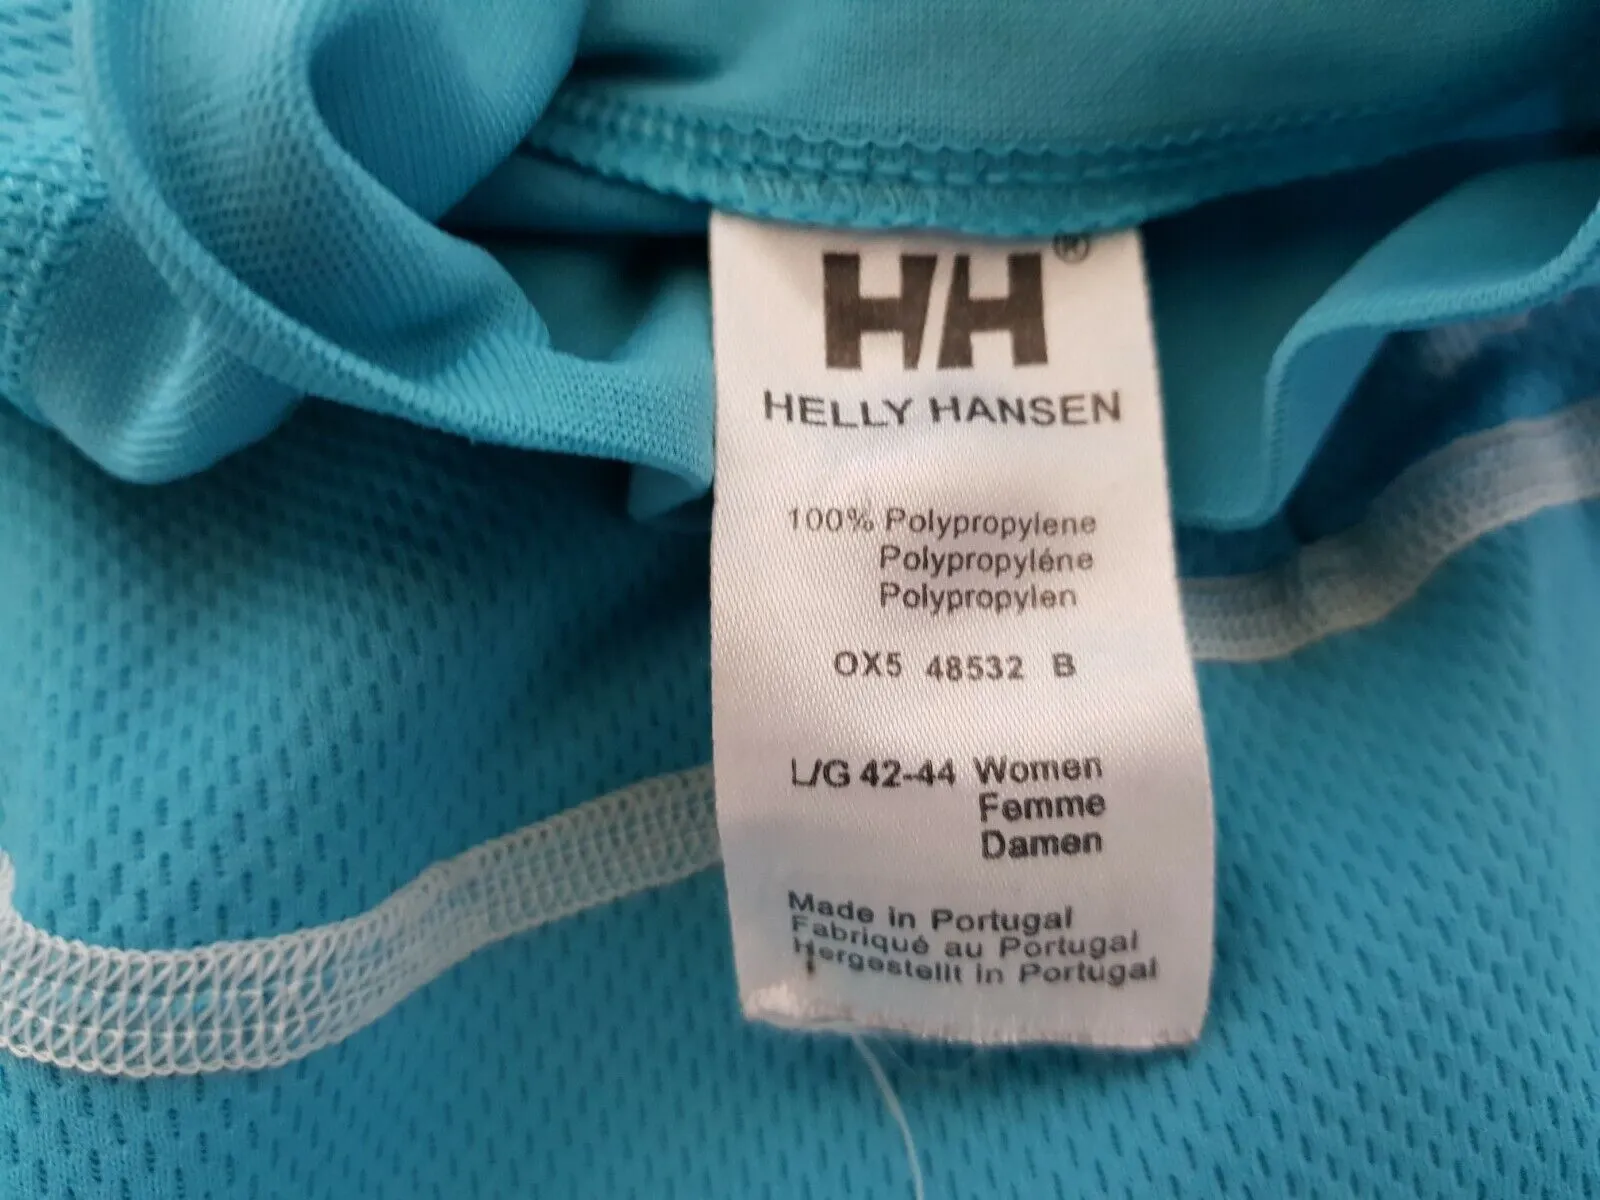 HH®
HELLY HANSEN
100% Polypropylene
Polypropyléne
Polypropylen
OX5 48532 B
L/G 42-44 Women
Femme
Damen
Made in Portugal
Fabriqué au Portugal
Hergestellt in Portugal